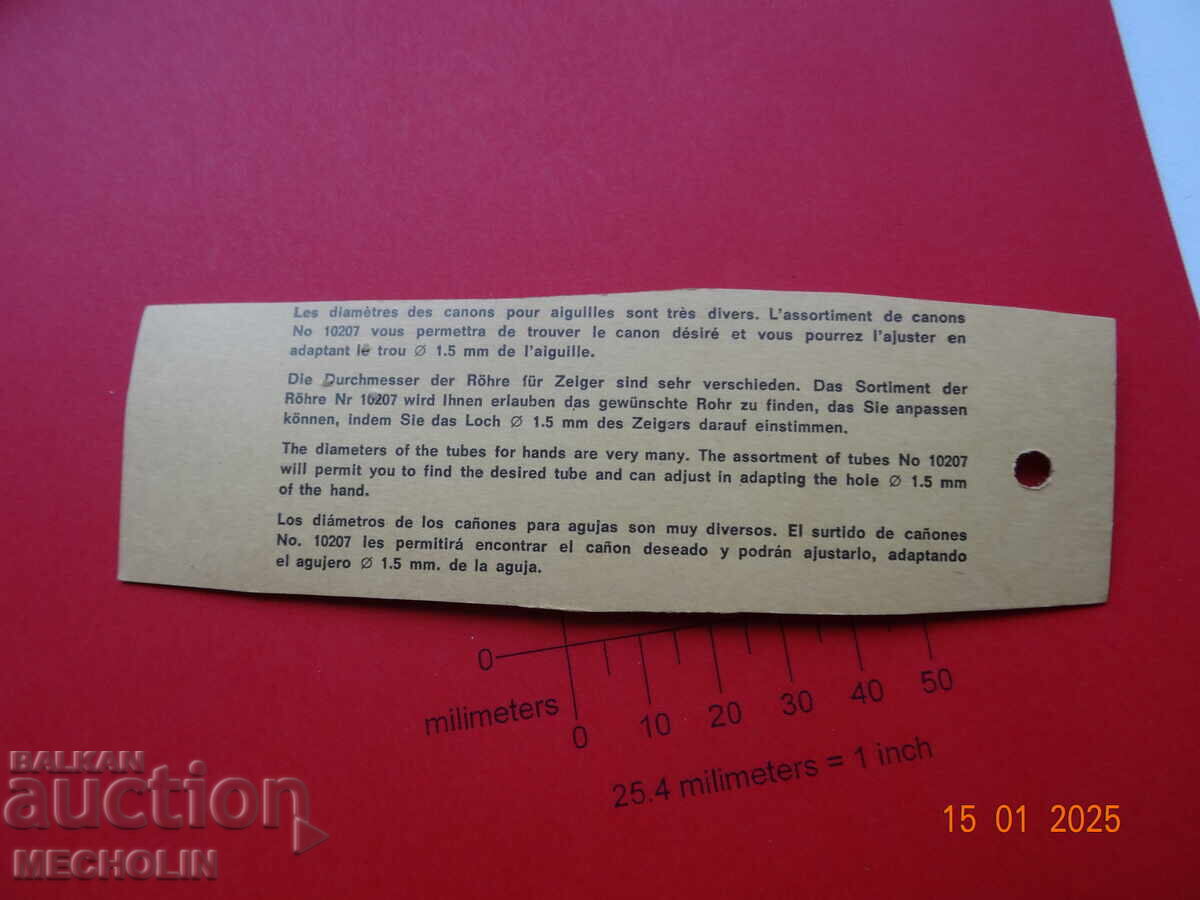 Les diamètres des canons pour aiguilles sont très divers. L'assortiment de canons
No 10207 vous permettra de trouver le canon désiré et vous pourrez l'ajuster en
adaptant le trou Ø 1.5 mm de l'aiguille.
Die Durchmesser der Röhre für Zeiger sind sehr verschieden. Das Sortiment der
Röhre Nr 10207 wird Ihnen erlauben das gewünschte Rohr zu finden, das Sie anpassen
können, indem Sie das Loch Ø 1.5 mm des Zeigers darauf einstimmen.
The diameters of the tubes for hands are very many. The assortment of tubes No 10207
will permit you to find the desired tube and can adjust in adapting the hole Ø 1.5 mm
of the hand.
Los diámetros de los cañones para agujas son muy diversos. El surtido de cañones
No. 10207 les permitirá encontrar el cañon deseado y podrán ajustarlo, adaptando
el agujero Ø 1.5 mm. de la aguja.
0
milimeters 0 10 20 30 40 50
25.4 milimeters = 1 inch
BALKAN
auction
MECHOLIN
15 01 2025